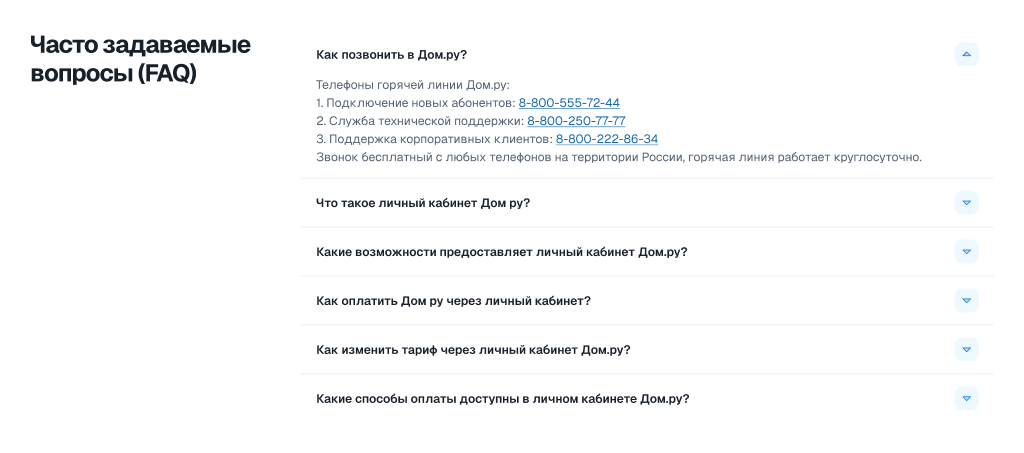 Часто задаваемые
вопросы (FAQ)
Как позвонить в Дом.ру?
Телефоны горячей линии Дом.ру:
1. Подключение новых абонентов: 8-800-555-72-44
2. Служба технической поддержки: 8-800-250-77-77
3. Поддержка корпоративных клиентов: 8-800-222-86-34
Звонок бесплатный с любых телефонов на территории России, горячая линия работает круглосуточно.
Что такое личный кабинет Дом ру?
Какие возможности предоставляет личный кабинет Дом.ру?
Как оплатить Дом ру через личный кабинет?
Как изменить тариф через личный кабинет Дом.ру?
Какие способы оплаты доступны в личном кабинете Дом.ру?